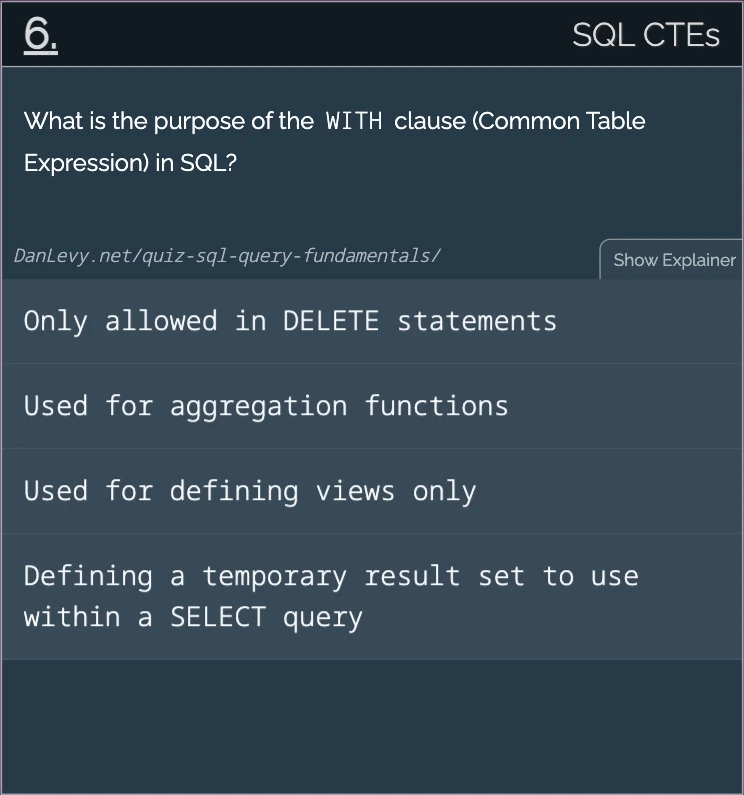 6.
SQL CTEs
What is the purpose of the WITH clause (Common Table
Expression) in SQL?
DanLevy.net/quiz-sql-query-fundamentals/
Show Explainer
Only allowed in DELETE statements
Used for aggregation functions
Used for defining views only
Defining a temporary result set to use
within a SELECT query